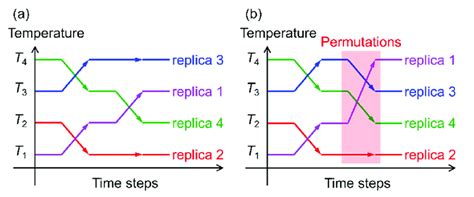 (a)
Temperature
T4
replica 3
T3
replica 1
T2
replica 4
T1
replica 2
Time steps
(b)
Temperature
Permutations
T4
replica 1
T3
replica 3
T2
replica 4
T1
replica 2
Time steps